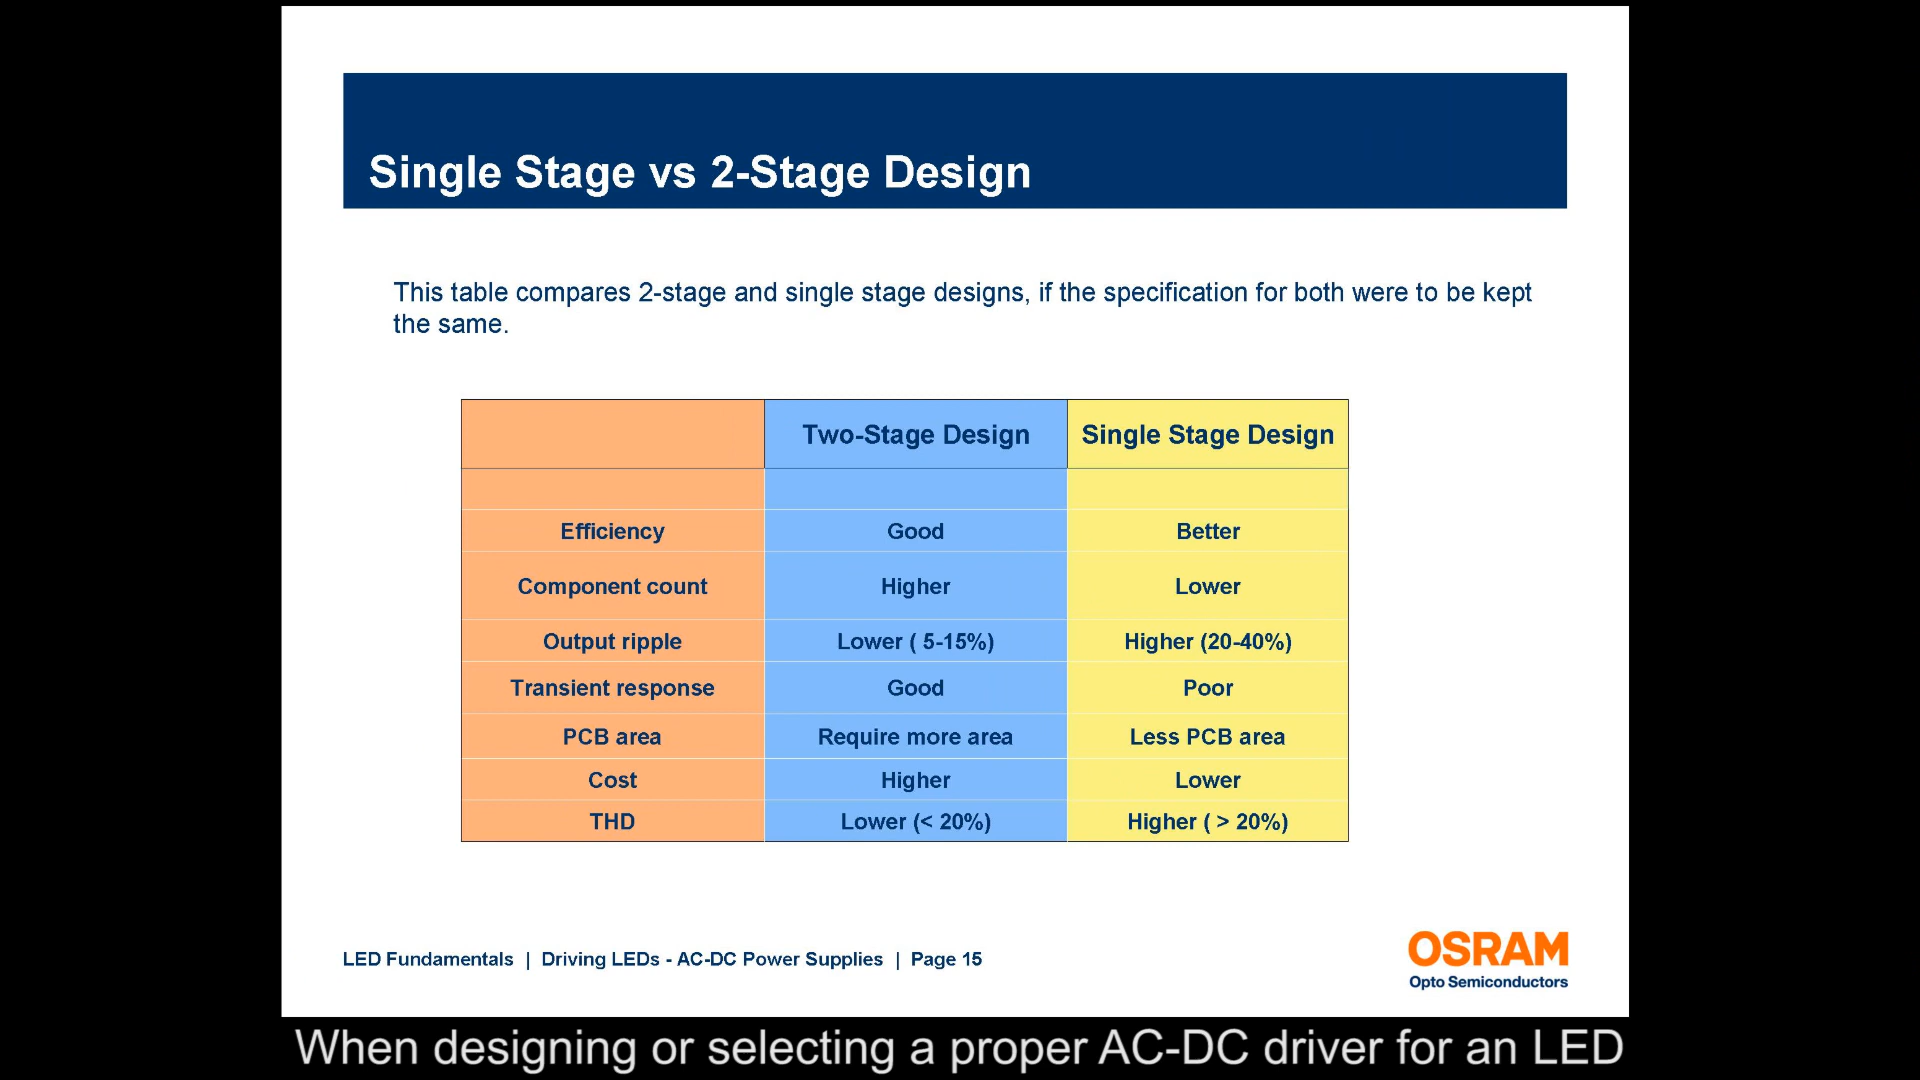 Single Stage vs 2-Stage Design
This table compares 2-stage and single stage designs, if the specification for both were to be kept
the same.
Two-Stage Design Single Stage Design
Efficiency Good Better
Component count Higher Lower
Output ripple Lower ( 5-15%) Higher (20-40%)
Transient response Good Poor
PCB area Require more area Less PCB area
Cost Higher Lower
THD Lower (< 20%) Higher ( > 20%)
LED Fundamentals | Driving LEDs - AC-DC Power Supplies | Page 15
OSRAM
Opto Semiconductors
When designing or selecting a proper AC-DC driver for an LED